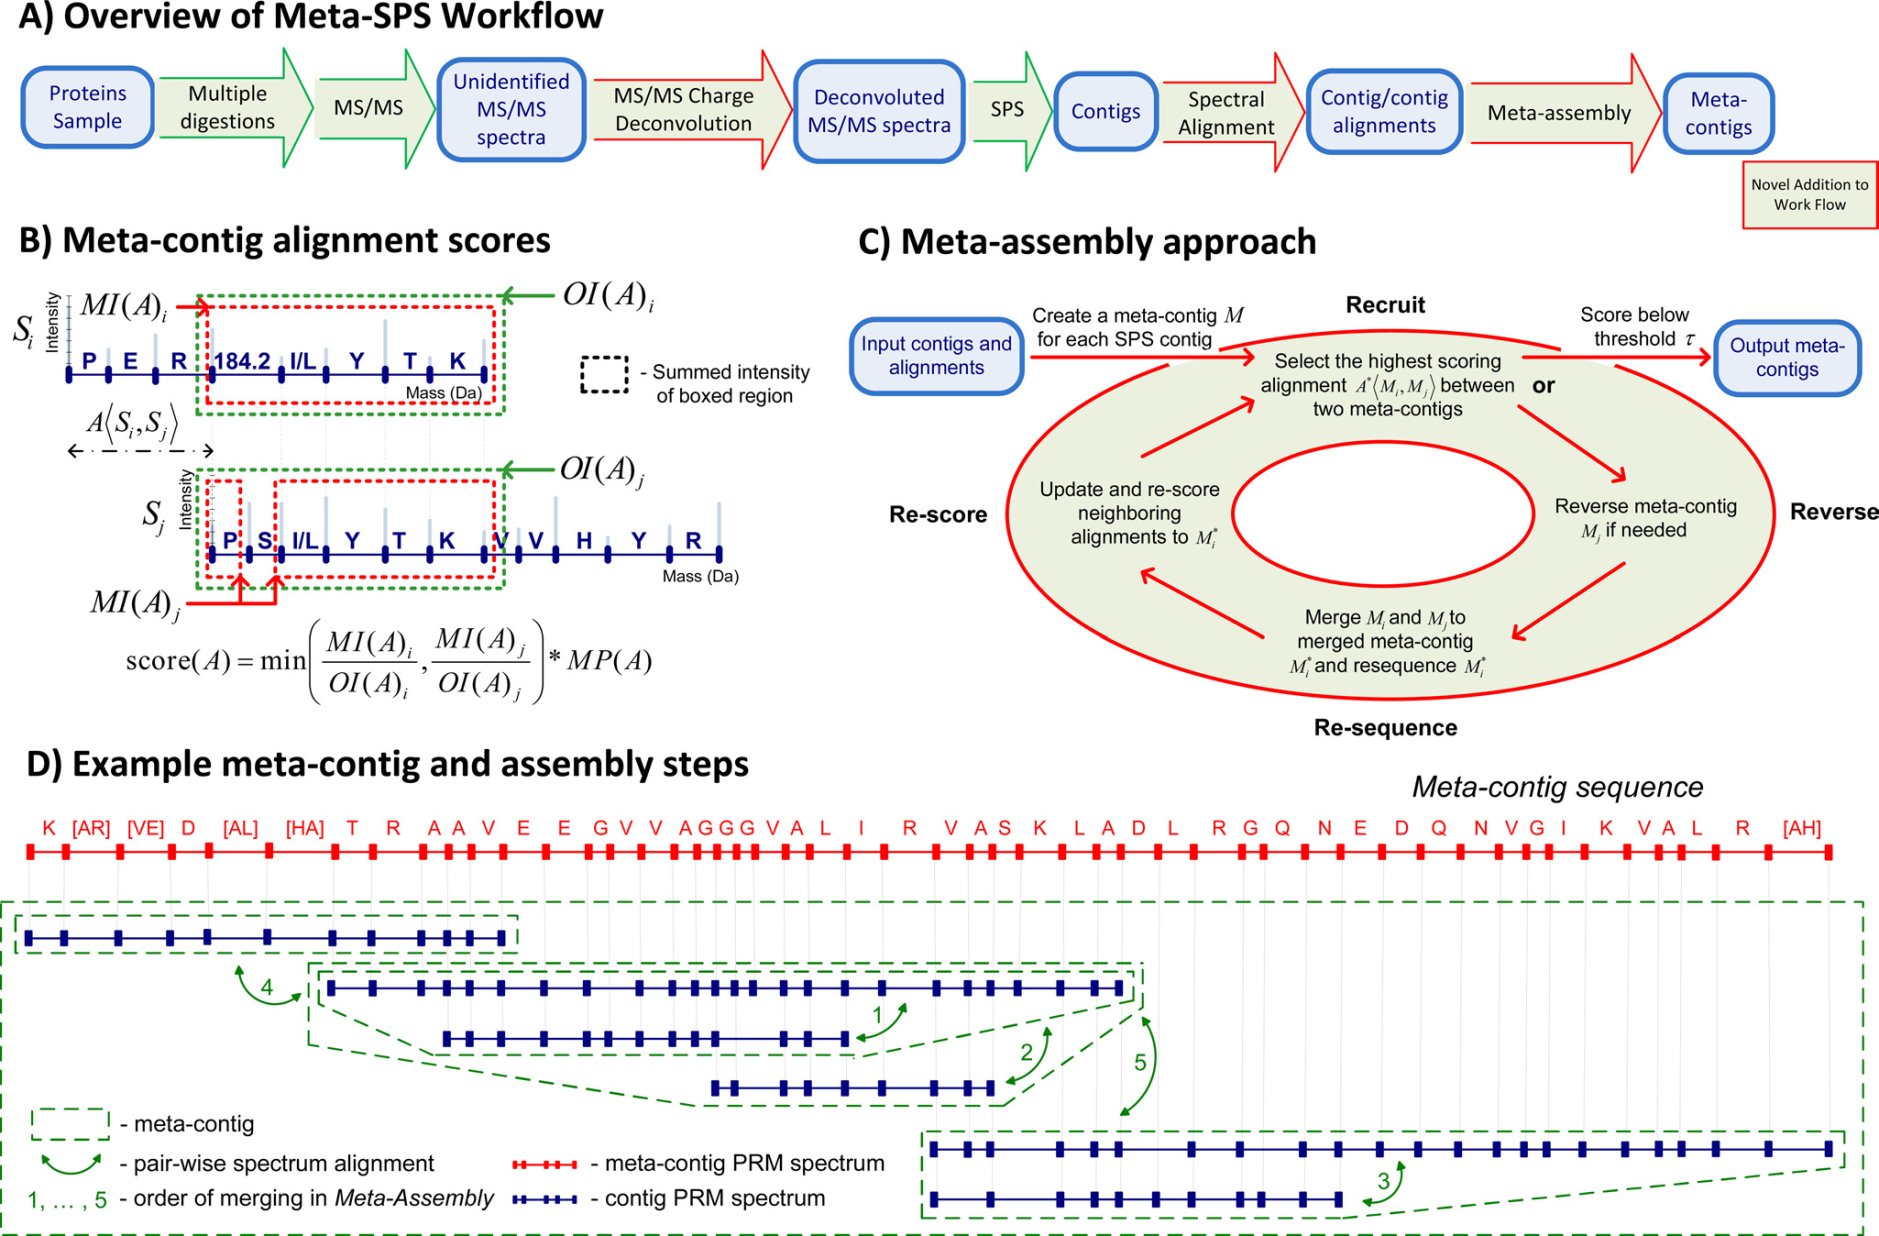 A) Overview of Meta-SPS Workflow
Proteins
Sample
Multiple
digestions
MS/MS
Unidentified
MS/MS
spectra
MS/MS Charge
Deconvolution
Deconvoluted
MS/MS spectra
SPS
Contigs
Spectral
Alignment
Contig/contig
alignments
Meta-assembly
Meta-
contigs
Novel Addition to
Work Flow
B) Meta-contig alignment scores
MI(A)i
OI(A)i
Si
Intensity
P E R 184.2 I/L Y T K
Mass (Da)
A⟨Si,Sj⟩
- Summed intensity
of boxed region
OI(A)j
Sj
Intensity
P S I/L Y T K V V H Y R
Mass (Da)
MI(A)j
score(A) = min( MI(A)i / OI(A)i , MI(A)j / OI(A)j ) * MP(A)
C) Meta-assembly approach
Recruit
Input contigs and
alignments
Create a meta-contig M
for each SPS contig
Select the highest scoring
alignment A*⟨Mi,Mj⟩ between
two meta-contigs
or
Score below
threshold τ
Output meta-
contigs
Reverse meta-contig
Mj if needed
Reverse
Merge Mi and Mj to
merged meta-contig
Mi* and resequence Mi*
Re-sequence
Update and re-score
neighboring
alignments to Mi*
Re-score
D) Example meta-contig and assembly steps
Meta-contig sequence
K [AR] [VE] D [AL] [HA] T R A A V E E G V V A G G G V A L I R V A S K L A D L R G Q N E D Q N V G I K V A L R [AH]
4
1
2
5
3
- meta-contig
- pair-wise spectrum alignment
1, ... , 5 - order of merging in Meta-Assembly
- meta-contig PRM spectrum
- contig PRM spectrum